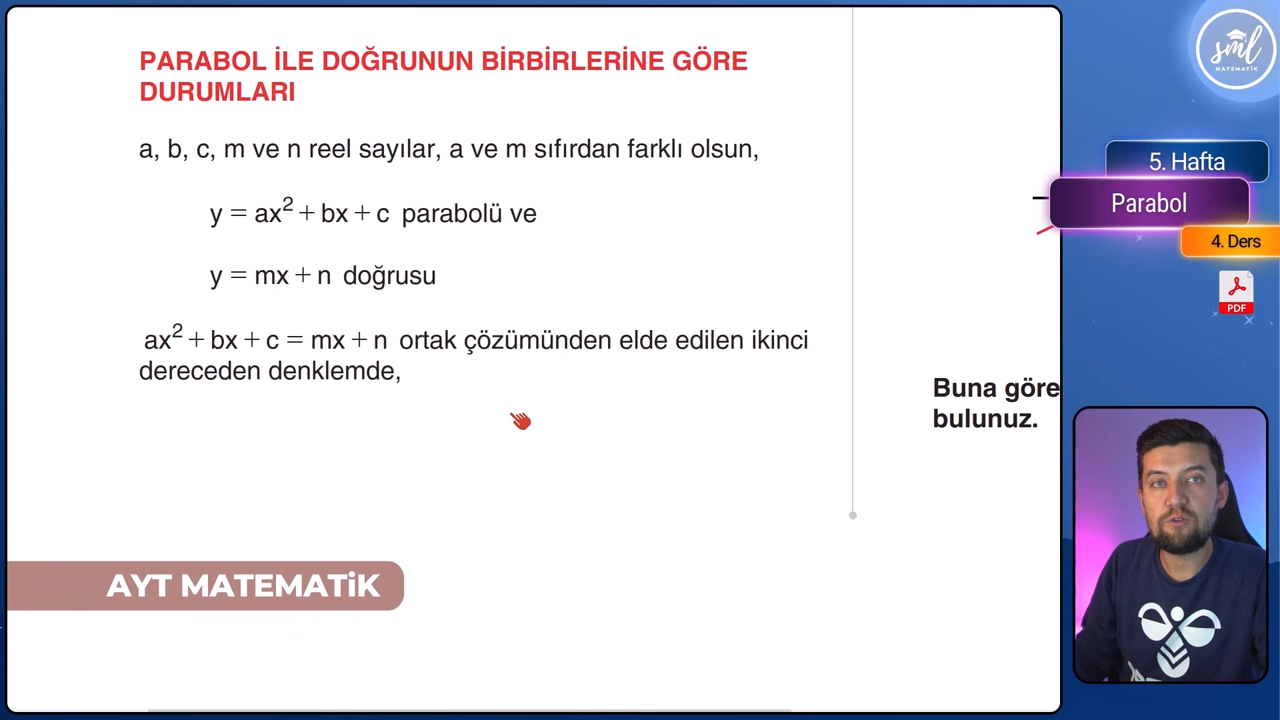 PARABOL İLE DOĞRUNUN BİRBİRLERİNE GÖRE
DURUMLARI
a, b, c, m ve n reel sayılar, a ve m sıfırdan farklı olsun,
y = ax² + bx + c parabolü ve
y = mx + n doğrusu
ax² + bx + c = mx + n ortak çözümünden elde edilen ikinci
dereceden denklemde,
Buna göre
bulunuz.
AYT MATEMATiK
sml
MATEMATİK
5. Hafta
Parabol
4. Ders
PDF